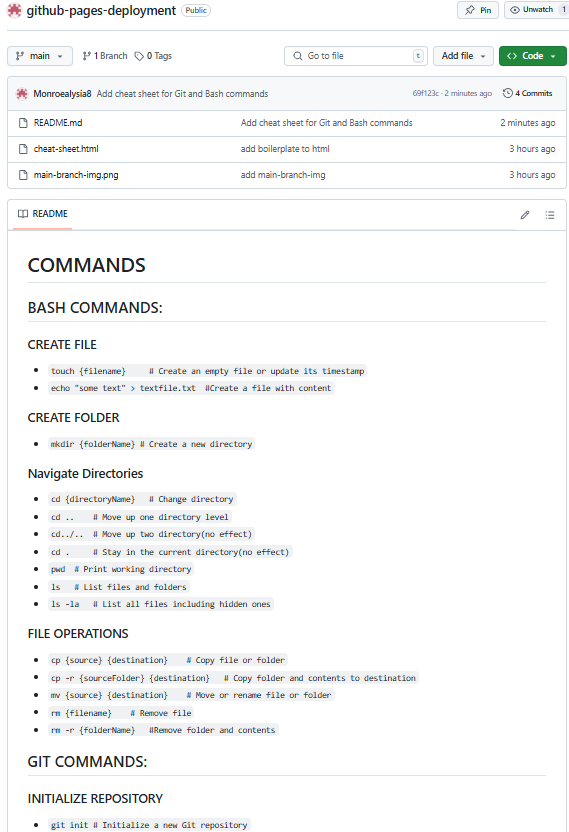 github-pages-deployment Public Pin Unwatch 1
main 1 Branch 0 Tags Go to file t Add file Code
Monroealysia8 Add cheat sheet for Git and Bash commands 69f123c · 2 minutes ago 4 Commits
README.md Add cheat sheet for Git and Bash commands 2 minutes ago
cheat-sheet.html add boilerplate to html 3 hours ago
main-branch-img.png add main-branch-img 3 hours ago
README
COMMANDS
BASH COMMANDS:
CREATE FILE
touch {filename} # Create an empty file or update its timestamp
echo "some text" > textfile.txt #Create a file with content
CREATE FOLDER
mkdir {folderName} # Create a new directory
Navigate Directories
cd {directoryName} # Change directory
cd .. # Move up one directory level
cd../.. # Move up two directory(no effect)
cd . # Stay in the current directory(no effect)
pwd # Print working directory
ls # List files and folders
ls -la # List all files including hidden ones
FILE OPERATIONS
cp {source} {destination} # Copy file or folder
cp -r {sourceFolder} {destination} # Copy folder and contents to destination
mv {source} {destination} # Move or rename file or folder
rm {filename} # Remove file
rm -r {folderName} #Remove folder and contents
GIT COMMANDS:
INITIALIZE REPOSITORY
git init # Initialize a new Git repository